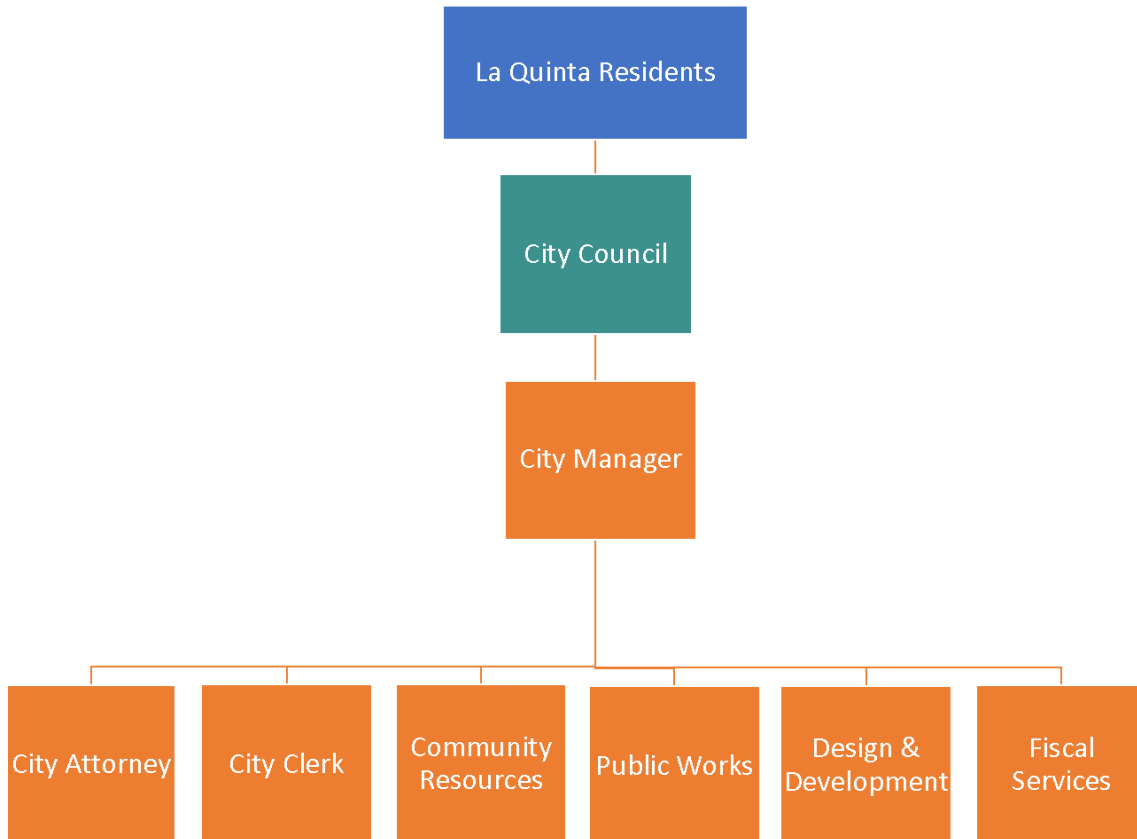 La Quinta Residents
City Council
City Manager
City Attorney
City Clerk
Community
Resources
Public Works
Design &
Development
Fiscal
Services